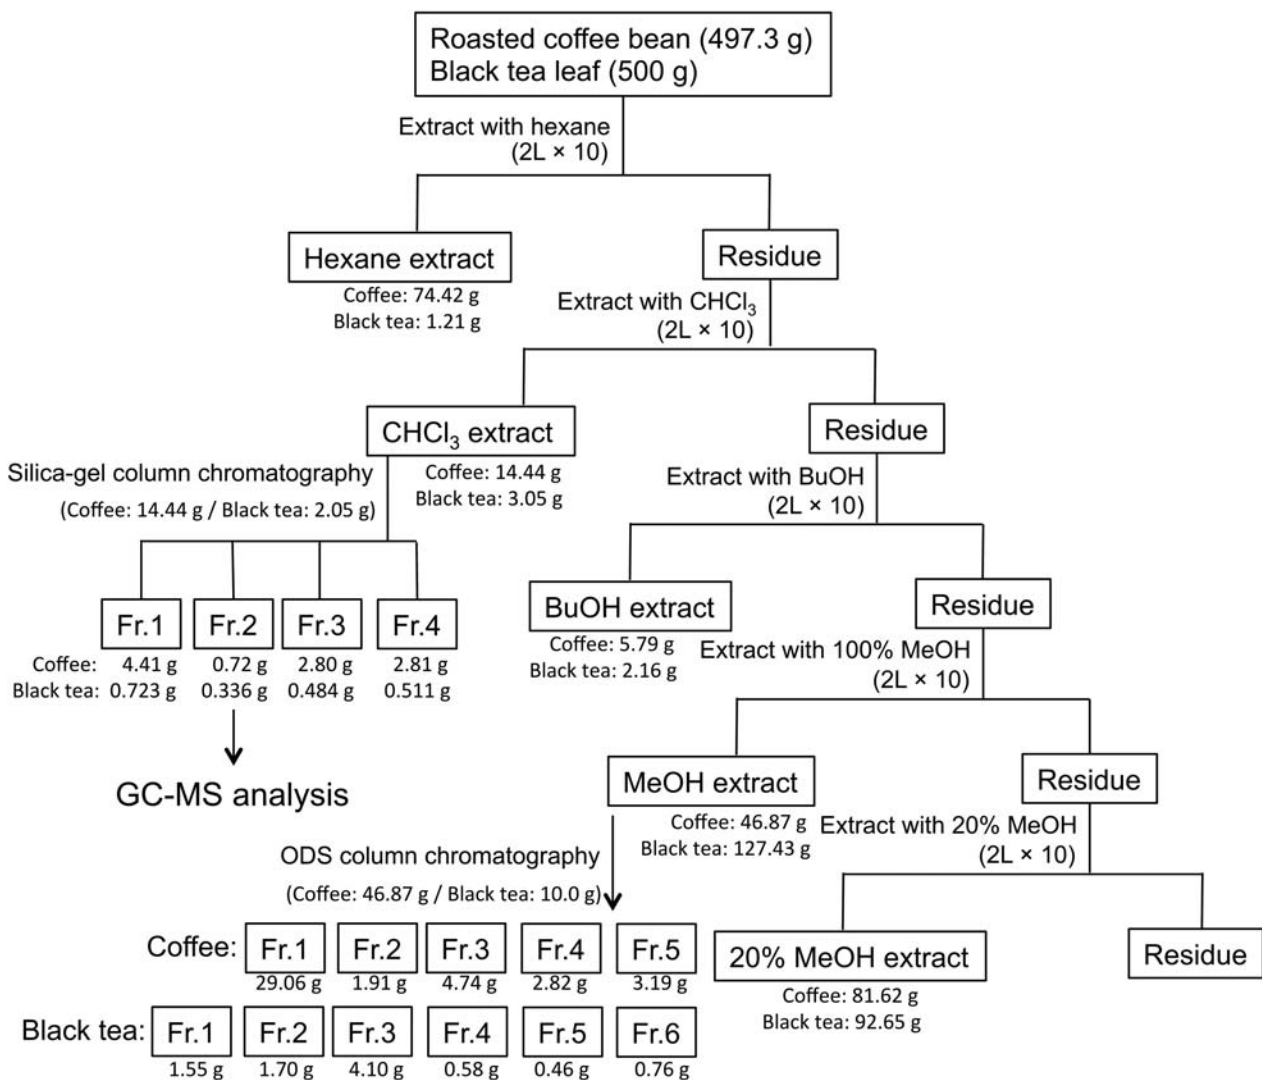 Roasted coffee bean (497.3 g)
Black tea leaf (500 g)
Extract with hexane
(2L × 10)
Hexane extract
Coffee: 74.42 g
Black tea: 1.21 g
Residue
Extract with CHCl₃
(2L × 10)
CHCl₃ extract
Coffee: 14.44 g
Black tea: 3.05 g
Residue
Silica-gel column chromatography
(Coffee: 14.44 g / Black tea: 2.05 g)
Extract with BuOH
(2L × 10)
Fr.1 Fr.2 Fr.3 Fr.4
Coffee: 4.41 g 0.72 g 2.80 g 2.81 g
Black tea: 0.723 g 0.336 g 0.484 g 0.511 g
GC-MS analysis
BuOH extract
Coffee: 5.79 g
Black tea: 2.16 g
Residue
Extract with 100% MeOH
(2L × 10)
MeOH extract
Coffee: 46.87 g
Black tea: 127.43 g
Residue
Extract with 20% MeOH
(2L × 10)
ODS column chromatography
(Coffee: 46.87 g / Black tea: 10.0 g)
Coffee: Fr.1 Fr.2 Fr.3 Fr.4 Fr.5
29.06 g 1.91 g 4.74 g 2.82 g 3.19 g
Black tea: Fr.1 Fr.2 Fr.3 Fr.4 Fr.5 Fr.6
1.55 g 1.70 g 4.10 g 0.58 g 0.46 g 0.76 g
20% MeOH extract
Coffee: 81.62 g
Black tea: 92.65 g
Residue